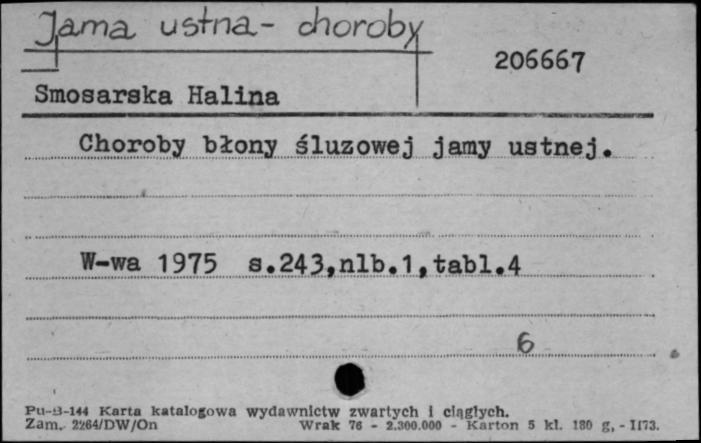 Jama ustna - choroby
206667
Smosarska Halina
Choroby błony śluzowej jamy ustnej.
W-wa 1975 s.243,nlb.1,tabl.4
6
Pu-B-144 Karta katalogowa wydawnictw zwartych i ciągłych.
Zam. 2264/DW/On Wrak 76 - 2.300.000 - Karton 5 kl. 180 g, - II73.